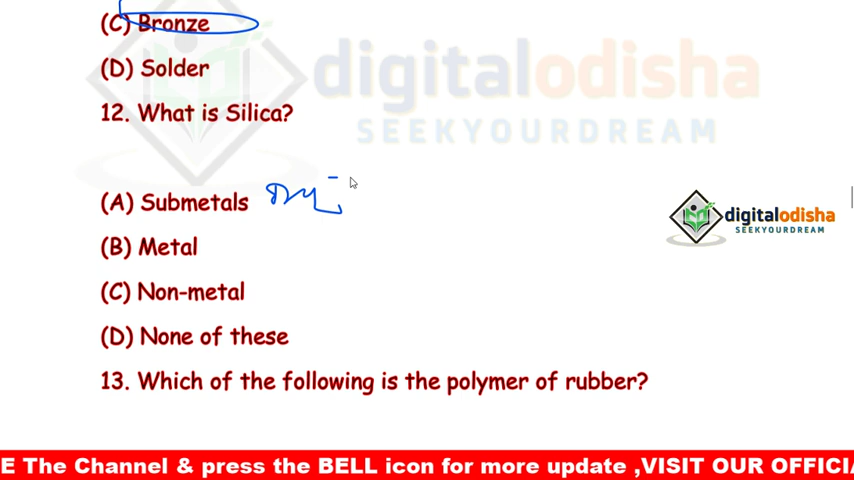 (C) Bronze
(D) Solder
digitalodisha
SEEKYOURDREAM
12. What is Silica?
(A) Submetals
(B) Metal
(C) Non-metal
(D) None of these
13. Which of the following is the polymer of rubber?
digitalodisha
SEEKYOURDREAM
E The Channel & press the BELL icon for more update ,VISIT OUR OFFICI